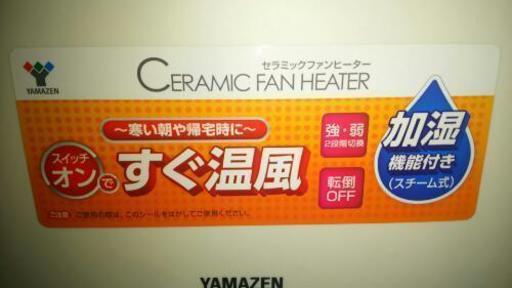 YAMAZEN
セラミックファンヒーター
CERAMIC FAN HEATER
〜寒い朝や帰宅時に〜
スイッチ
オンで
すぐ温風
強・弱
2段階切換
転倒
OFF
加湿
機能付き
(スチーム式)
ご注意 ご使用の際は、このシールをはがしてご使用ください。
YAMAZEN